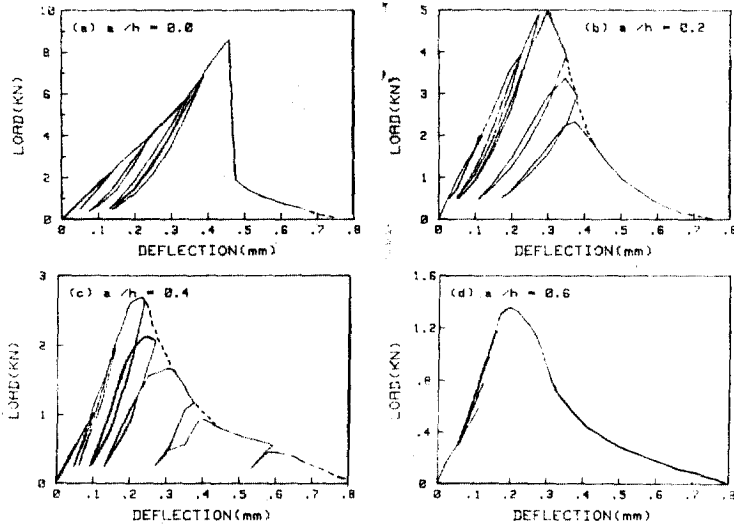 (a) a /h = 0.0
10
8
6
4
2
0
LOAD(KN)
0 .1 .2 .3 .4 .5 .6 .7 .8
DEFLECTION(mm)
(b) a /h = 0.2
5
4
3
2
1
0
LOAD(KN)
0 .1 .2 .3 .4 .5 .6 .7 .8
DEFLECTION(mm)
(c) a /h = 0.4
3
2
1
0
LOAD(KN)
0 .1 .2 .3 .4 .5 .6 .7 .8
DEFLECTION(mm)
(d) a /h = 0.6
1.6
1.2
.8
.4
0
LOAD(KN)
0 .1 .2 .3 .4 .5 .6 .7 .8
DEFLECTION(mm)